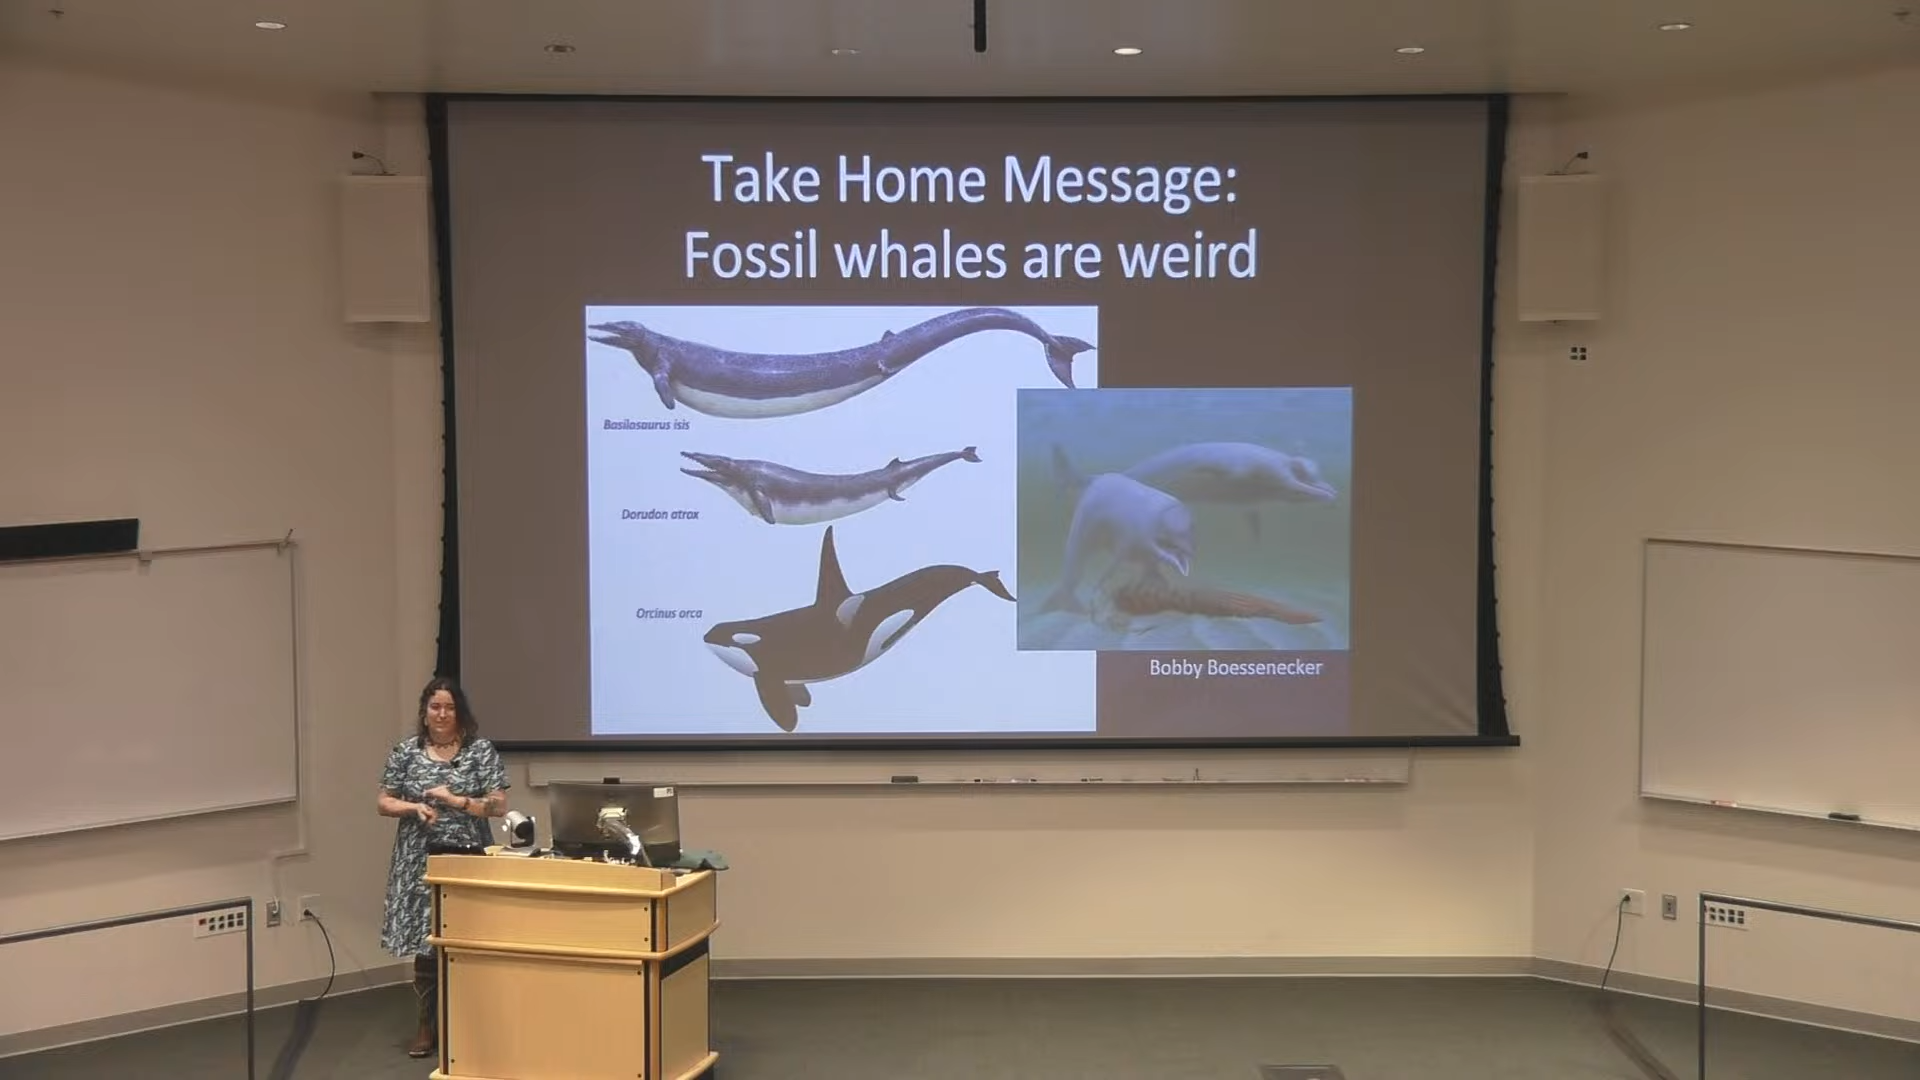 Take Home Message:
Fossil whales are weird
Basilosaurus isis
Dorudon atrox
Orcinus orca
Bobby Boessenecker